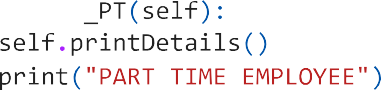 _PT(self):
self.printDetails()
print("PART TIME EMPLOYEE")